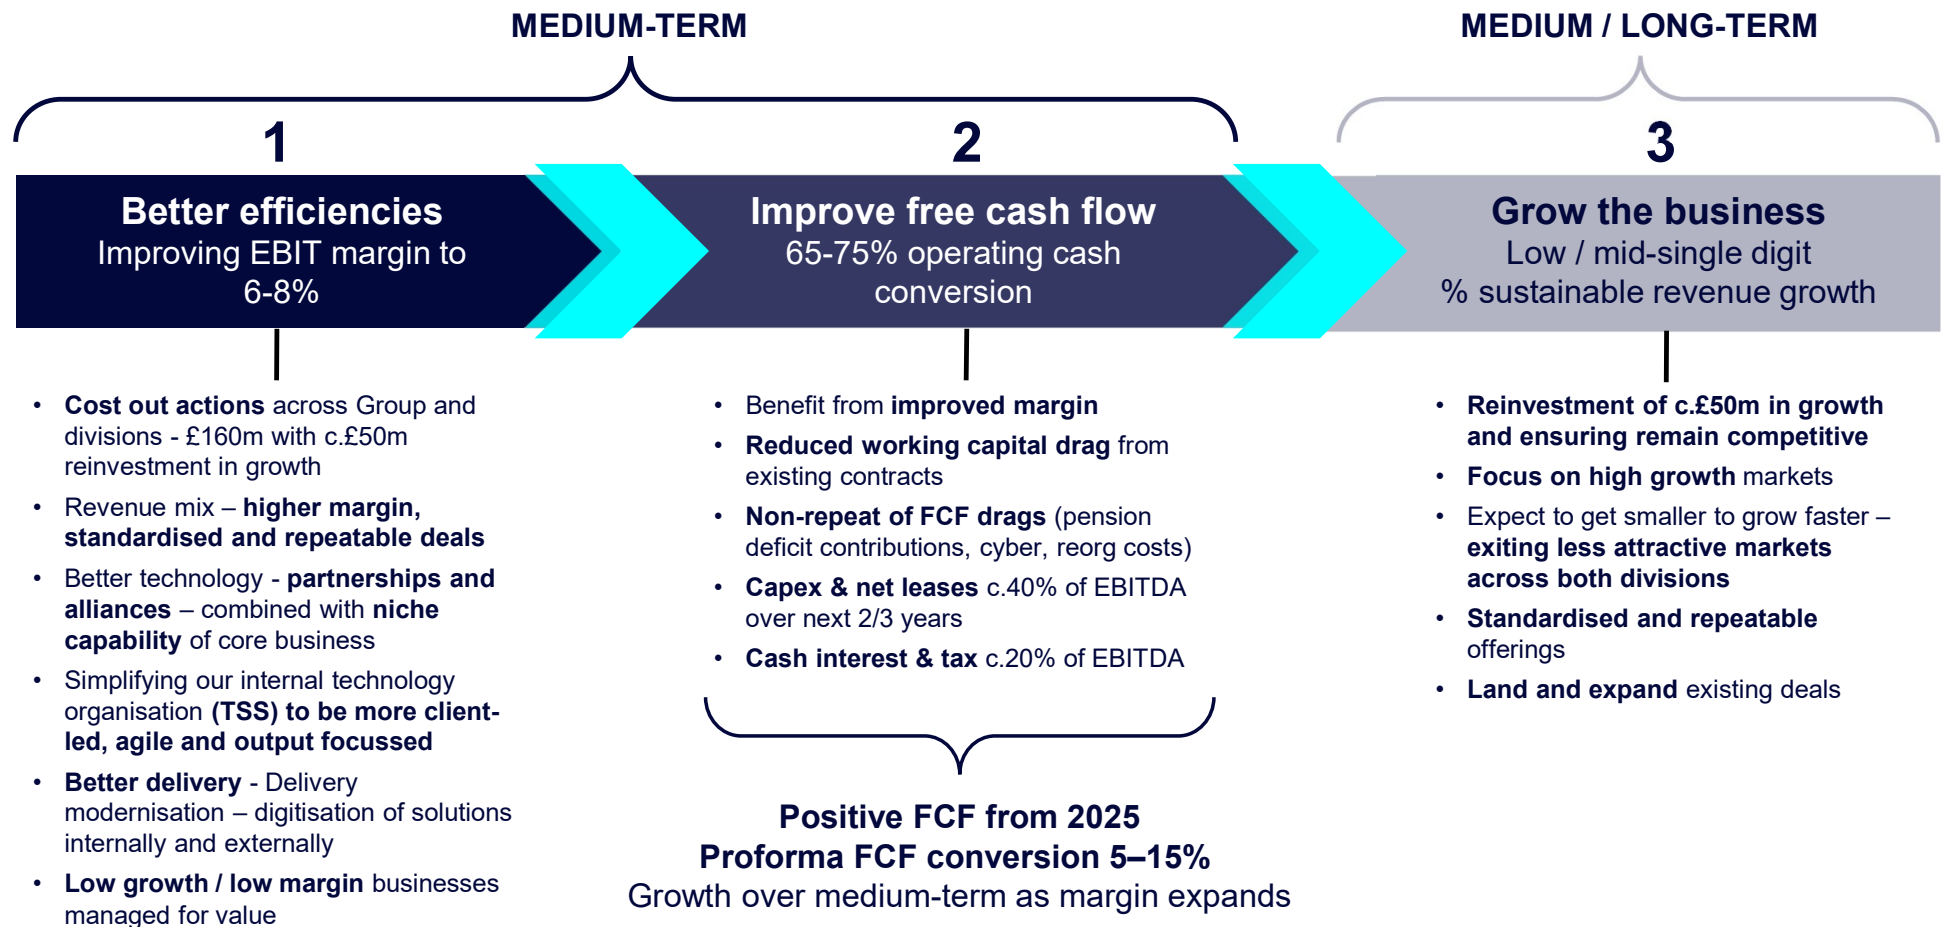 MEDIUM-TERM
MEDIUM / LONG-TERM
1
Better efficiencies
Improving EBIT margin to
6-8%
• Cost out actions across Group and
divisions - £160m with c.£50m
reinvestment in growth
• Revenue mix – higher margin,
standardised and repeatable deals
• Better technology - partnerships and
alliances – combined with niche
capability of core business
• Simplifying our internal technology
organisation (TSS) to be more client-
led, agile and output focussed
• Better delivery - Delivery
modernisation – digitisation of solutions
internally and externally
• Low growth / low margin businesses
managed for value
2
Improve free cash flow
65-75% operating cash
conversion
• Benefit from improved margin
• Reduced working capital drag from
existing contracts
• Non-repeat of FCF drags (pension
deficit contributions, cyber, reorg costs)
• Capex & net leases c.40% of EBITDA
over next 2/3 years
• Cash interest & tax c.20% of EBITDA
Positive FCF from 2025
Proforma FCF conversion 5–15%
Growth over medium-term as margin expands
3
Grow the business
Low / mid-single digit
% sustainable revenue growth
• Reinvestment of c.£50m in growth
and ensuring remain competitive
• Focus on high growth markets
• Expect to get smaller to grow faster –
exiting less attractive markets
across both divisions
• Standardised and repeatable
offerings
• Land and expand existing deals